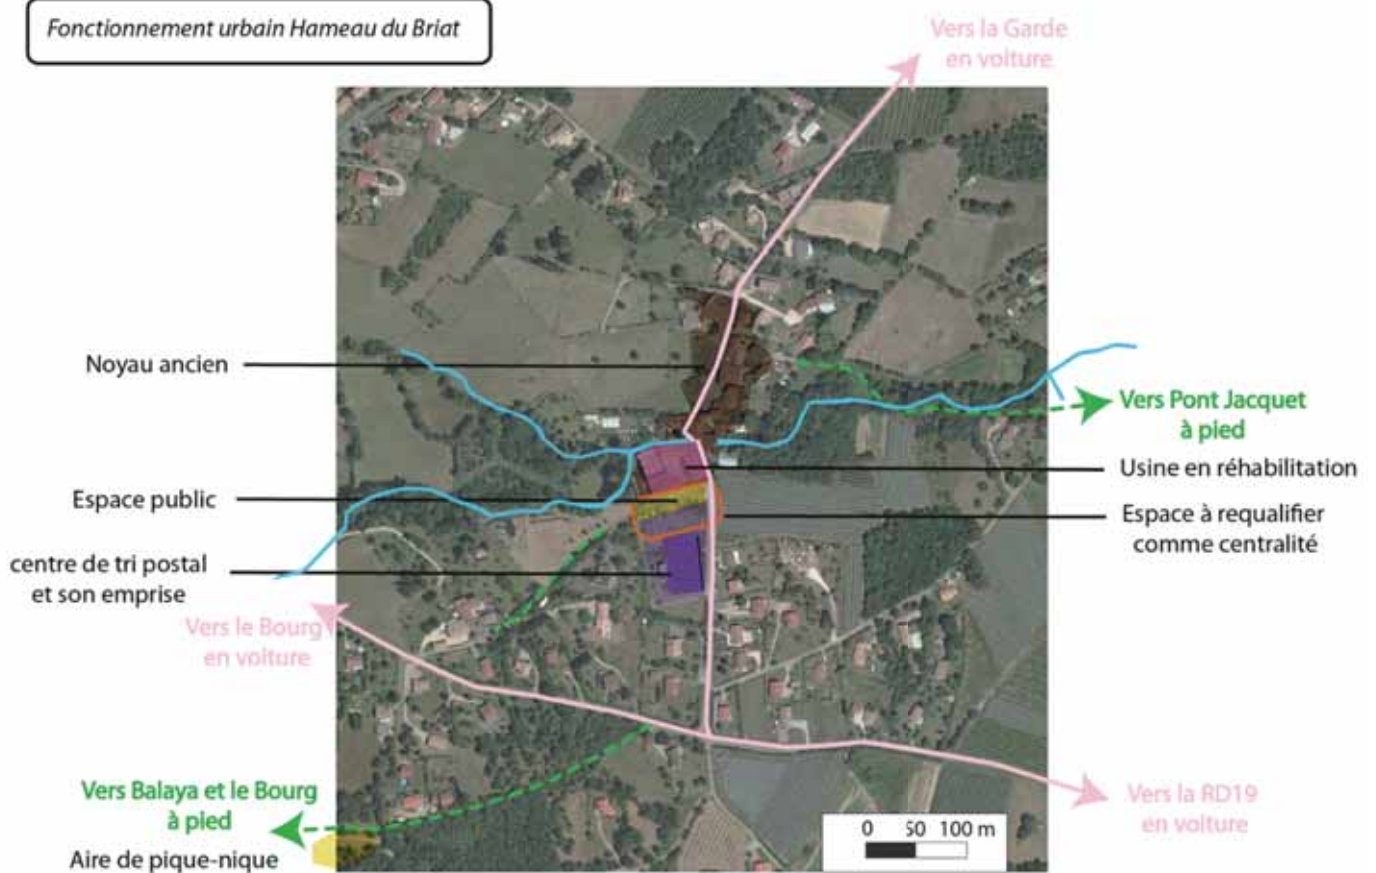 Fonctionnement urbain Hameau du Briat
Vers la Garde
en voiture
Noyau ancien
Vers Pont Jacquet
à pied
Usine en réhabilitation
Espace public
Espace à requalifier
comme centralité
centre de tri postal
et son emprise
Vers le Bourg
en voiture
Vers Balaya et le Bourg
à pied
Aire de pique-nique
Vers la RD19
en voiture
0 50 100 m